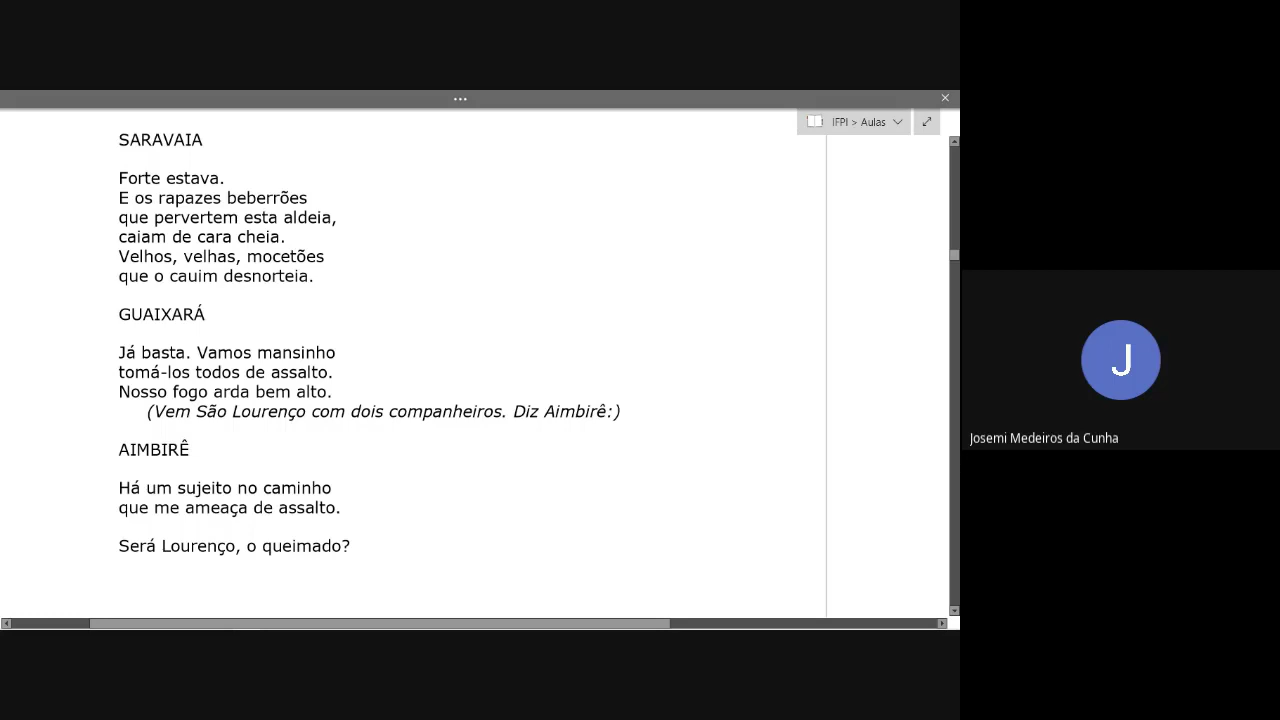 ...
IFPI > Aulas
SARAVAIA
Forte estava.
E os rapazes beberrões
que pervertem esta aldeia,
caiam de cara cheia.
Velhos, velhas, mocetões
que o cauim desnorteia.
GUAIXARÁ
Já basta. Vamos mansinho
tomá-los todos de assalto.
Nosso fogo arda bem alto.
(Vem São Lourenço com dois companheiros. Diz Aimbirê:)
AIMBIRÊ
Há um sujeito no caminho
que me ameaça de assalto.
Será Lourenço, o queimado?
J
Josemi Medeiros da Cunha